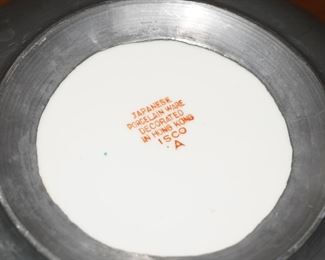 JAPANESE
PORCELAIN WARE
DECORATED
IN HONG KONG
ISCO
A